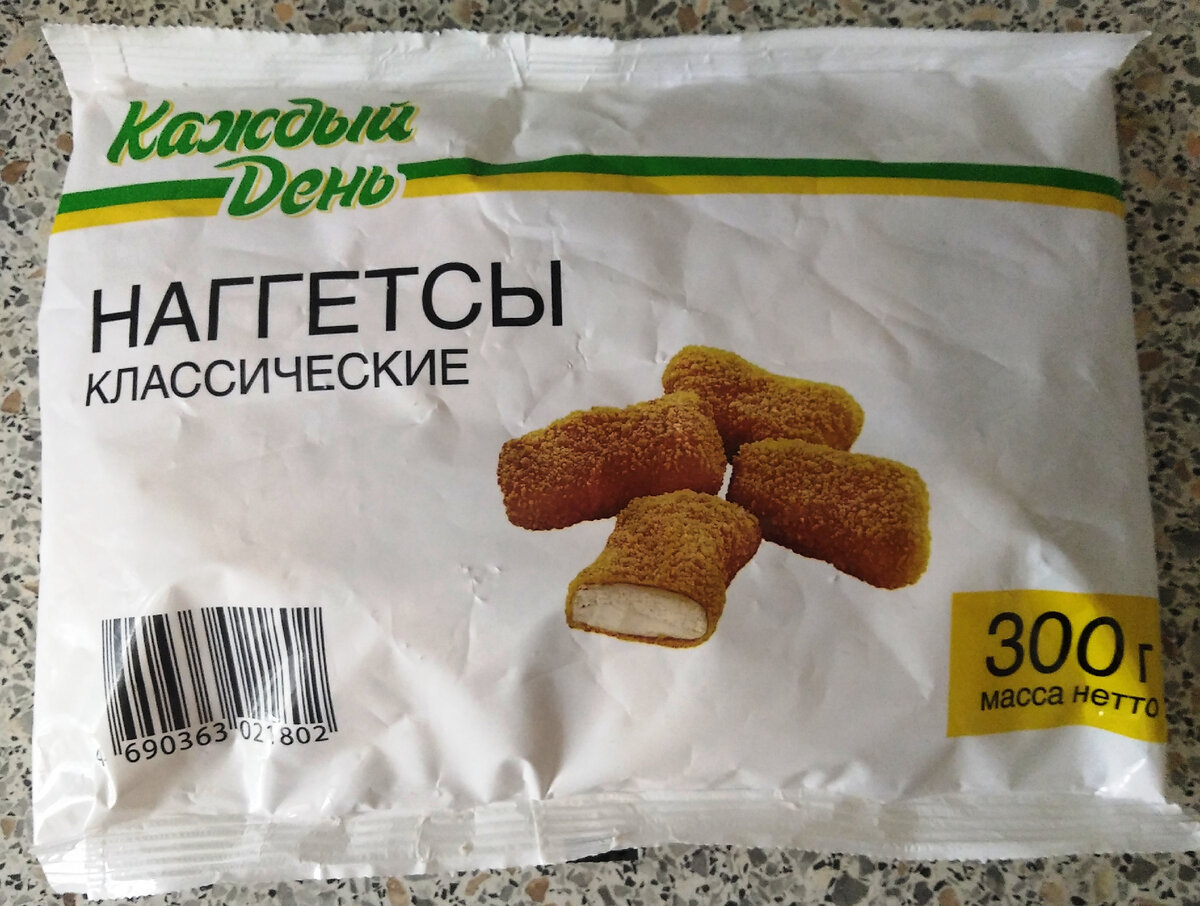 Каждый
День
НАГГЕТСЫ
КЛАССИЧЕСКИЕ
300 г
масса нетто
4 690363 021802